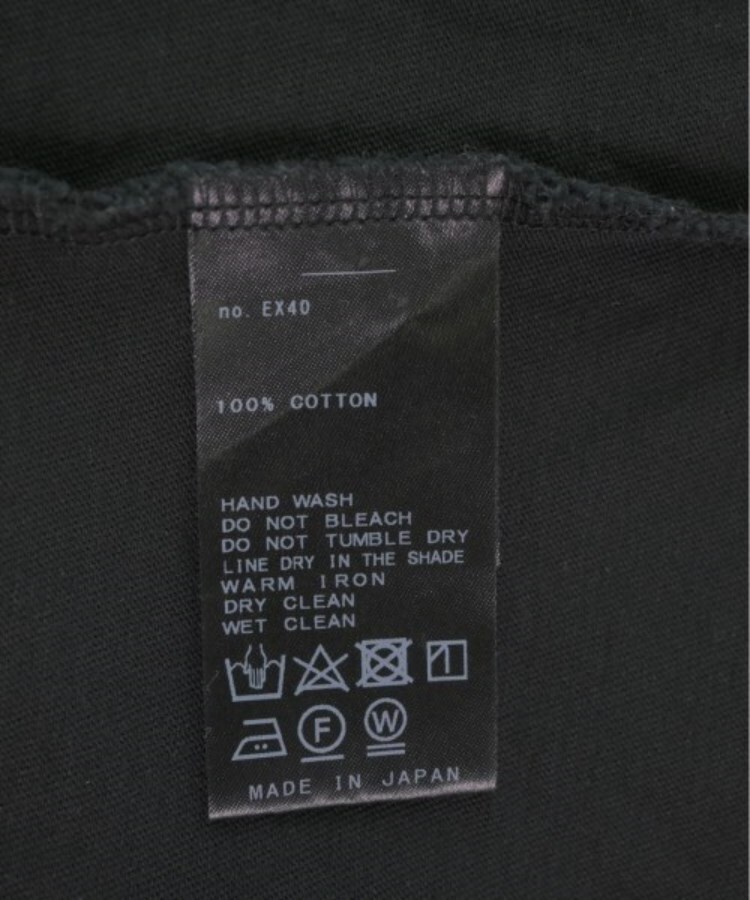 no. EX40
100% COTTON
HAND WASH
DO NOT BLEACH
DO NOT TUMBLE DRY
LINE DRY IN THE SHADE
WARM IRON
DRY CLEAN
WET CLEAN
F W
MADE IN JAPAN